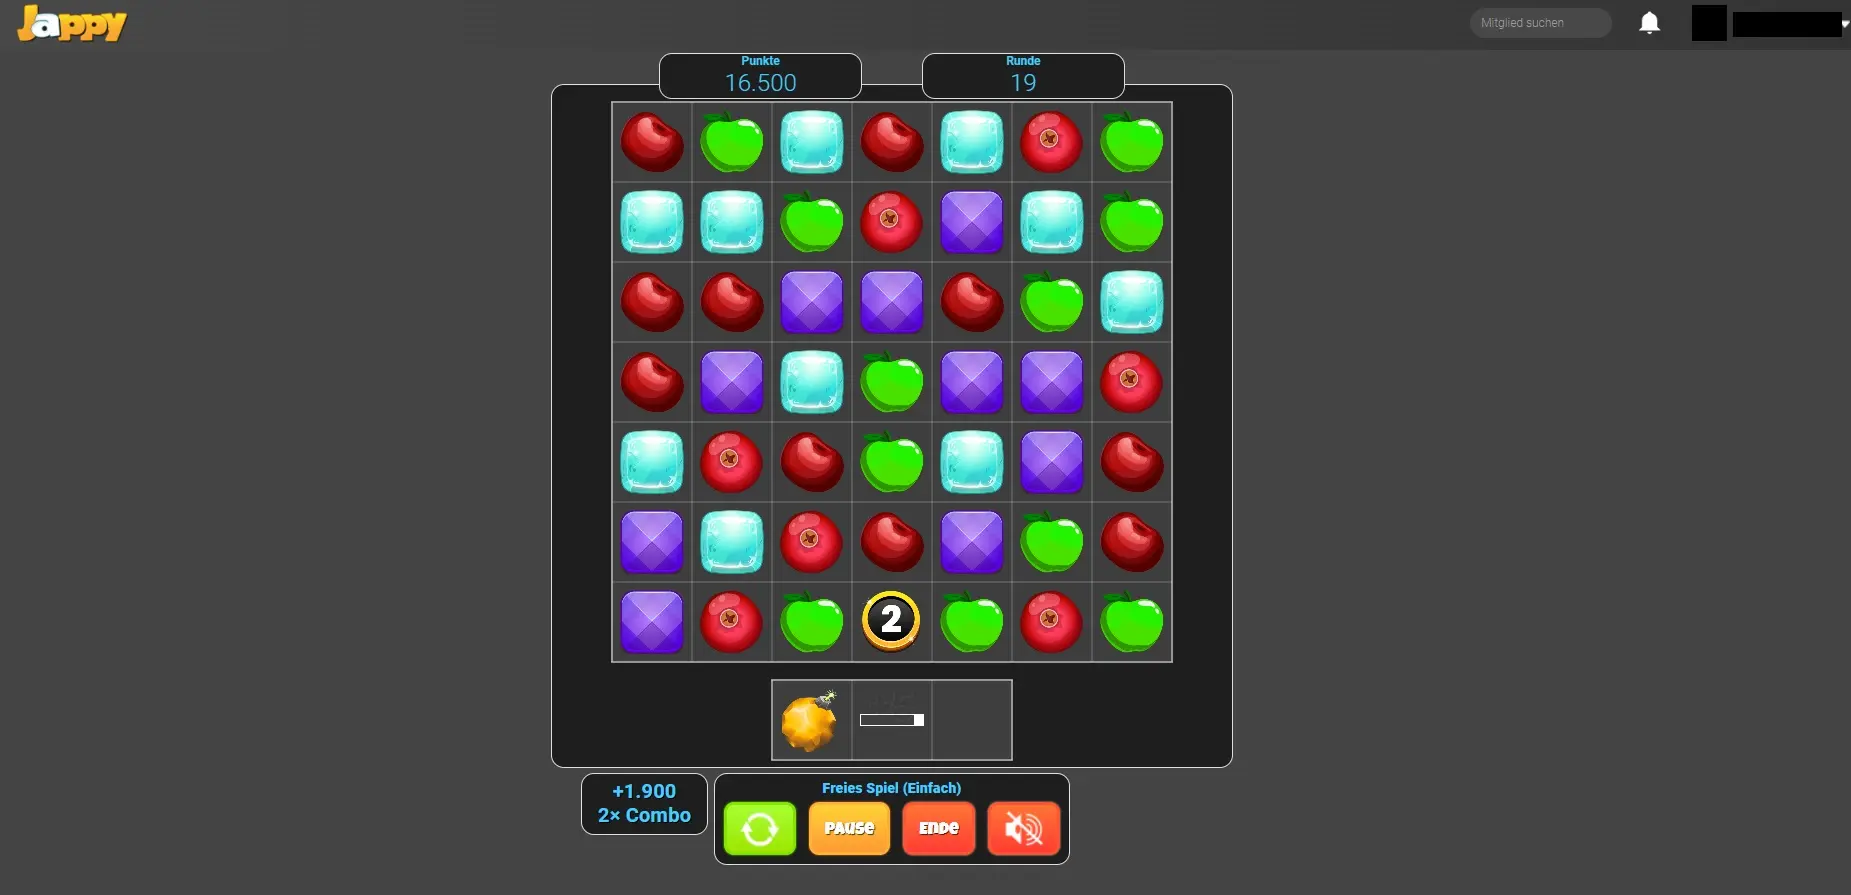 Jappy
Mitglied suchen
Punkte
16.500
Runde
19
2
+1.900
2× Combo
Freies Spiel (Einfach)
PAUSE
ENDE